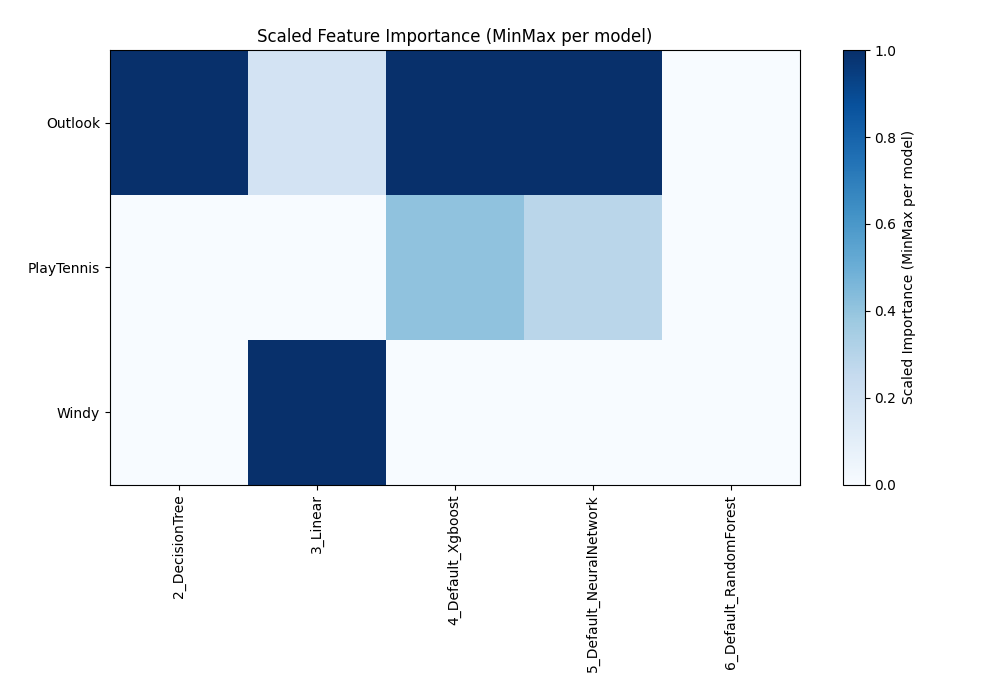 Scaled Feature Importance (MinMax per model)
Outlook
PlayTennis
Windy
2_DecisionTree
3_Linear
4_Default_Xgboost
5_Default_NeuralNetwork
6_Default_RandomForest
1.0
0.8
0.6
0.4
0.2
0.0
Scaled Importance (MinMax per model)